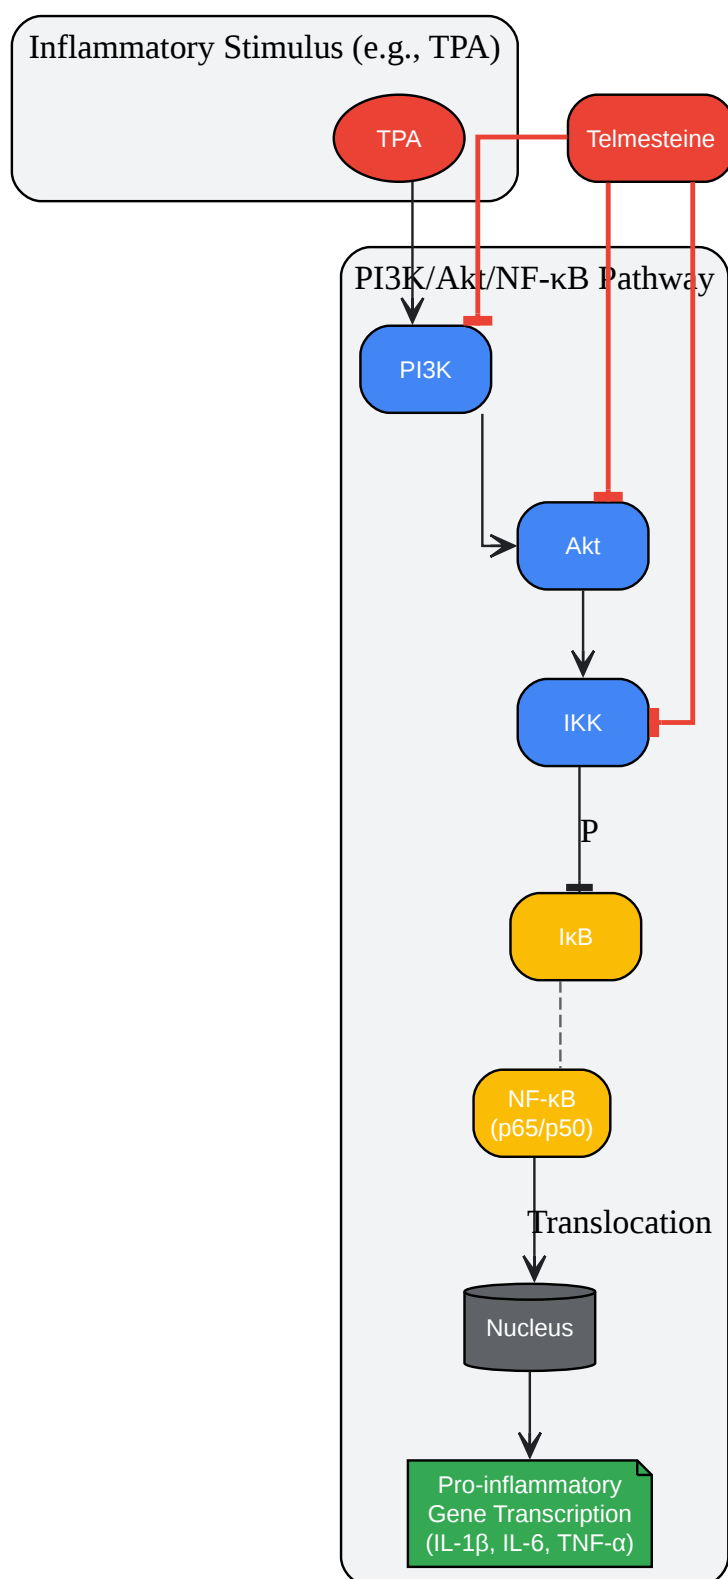 Inflammatory Stimulus (e.g., TPA)
TPA
Telmesteine
PI3K/Akt/NF-κB Pathway
PI3K
Akt
IKK
P
IκB
NF-κB
(p65/p50)
Translocation
Nucleus
Pro-inflammatory
Gene Transcription
(IL-1β, IL-6, TNF-α)